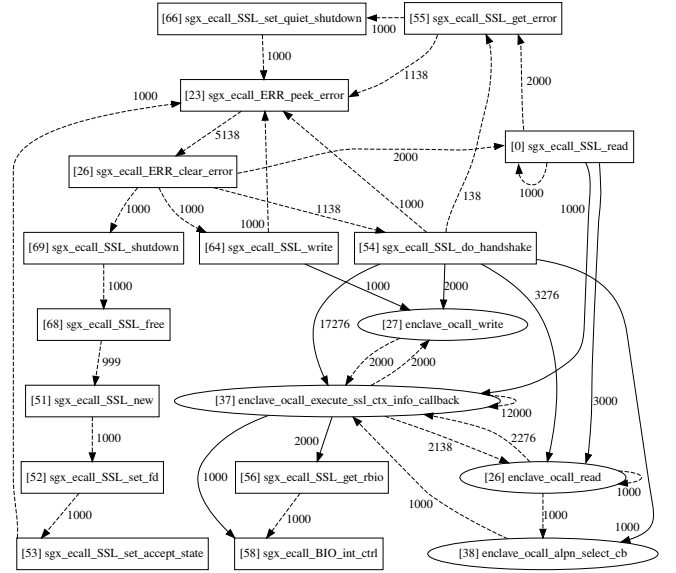 [66] sgx_ecall_SSL_set_quiet_shutdown
[55] sgx_ecall_SSL_get_error
1000
1000
1138
2000
1000
[23] sgx_ecall_ERR_peek_error
5138
[0] sgx_ecall_SSL_read
2000
[26] sgx_ecall_ERR_clear_error
1000
1000
1000
1138
1000
138
1000
1000
[69] sgx_ecall_SSL_shutdown
[64] sgx_ecall_SSL_write
[54] sgx_ecall_SSL_do_handshake
1000
1000
2000
3276
[68] sgx_ecall_SSL_free
17276
[27] enclave_ocall_write
999
2000
2000
[51] sgx_ecall_SSL_new
[37] enclave_ocall_execute_ssl_ctx_info_callback
12000
3000
1000
2000
2138
2276
[52] sgx_ecall_SSL_set_fd
1000
[56] sgx_ecall_SSL_get_rbio
[26] enclave_ocall_read
1000
1000
1000
1000
1000
1000
[53] sgx_ecall_SSL_set_accept_state
[58] sgx_ecall_BIO_int_ctrl
[38] enclave_ocall_alpn_select_cb